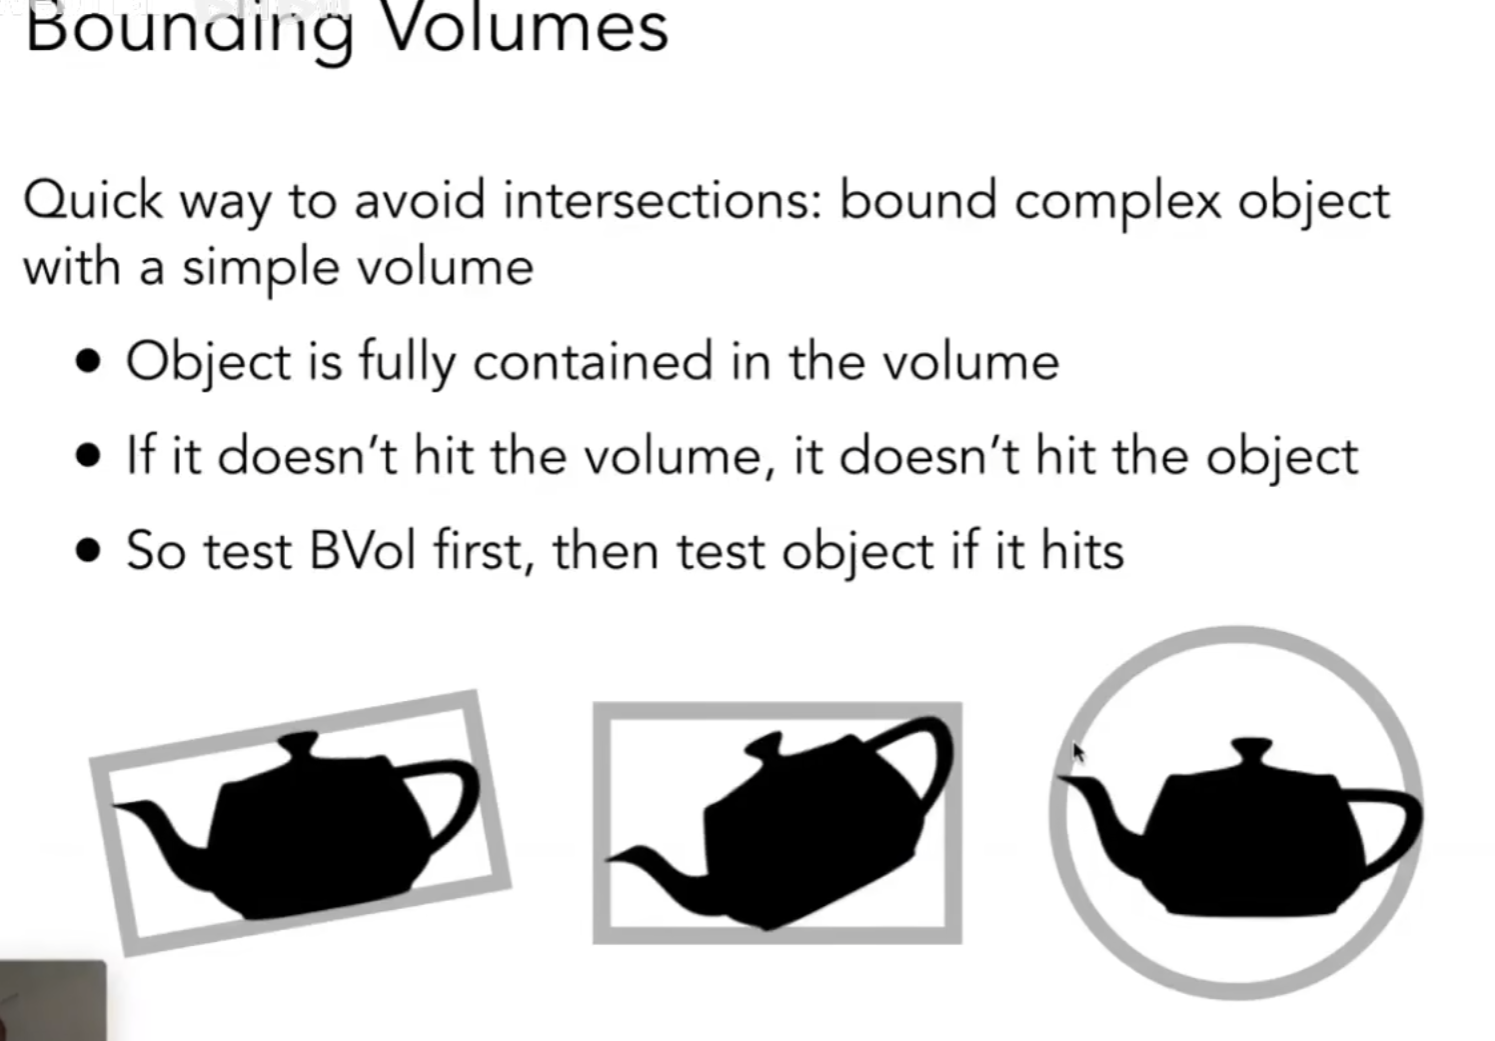 Bounding Volumes
Quick way to avoid intersections: bound complex object
with a simple volume
● Object is fully contained in the volume
● If it doesn’t hit the volume, it doesn’t hit the object
● So test BVol first, then test object if it hits